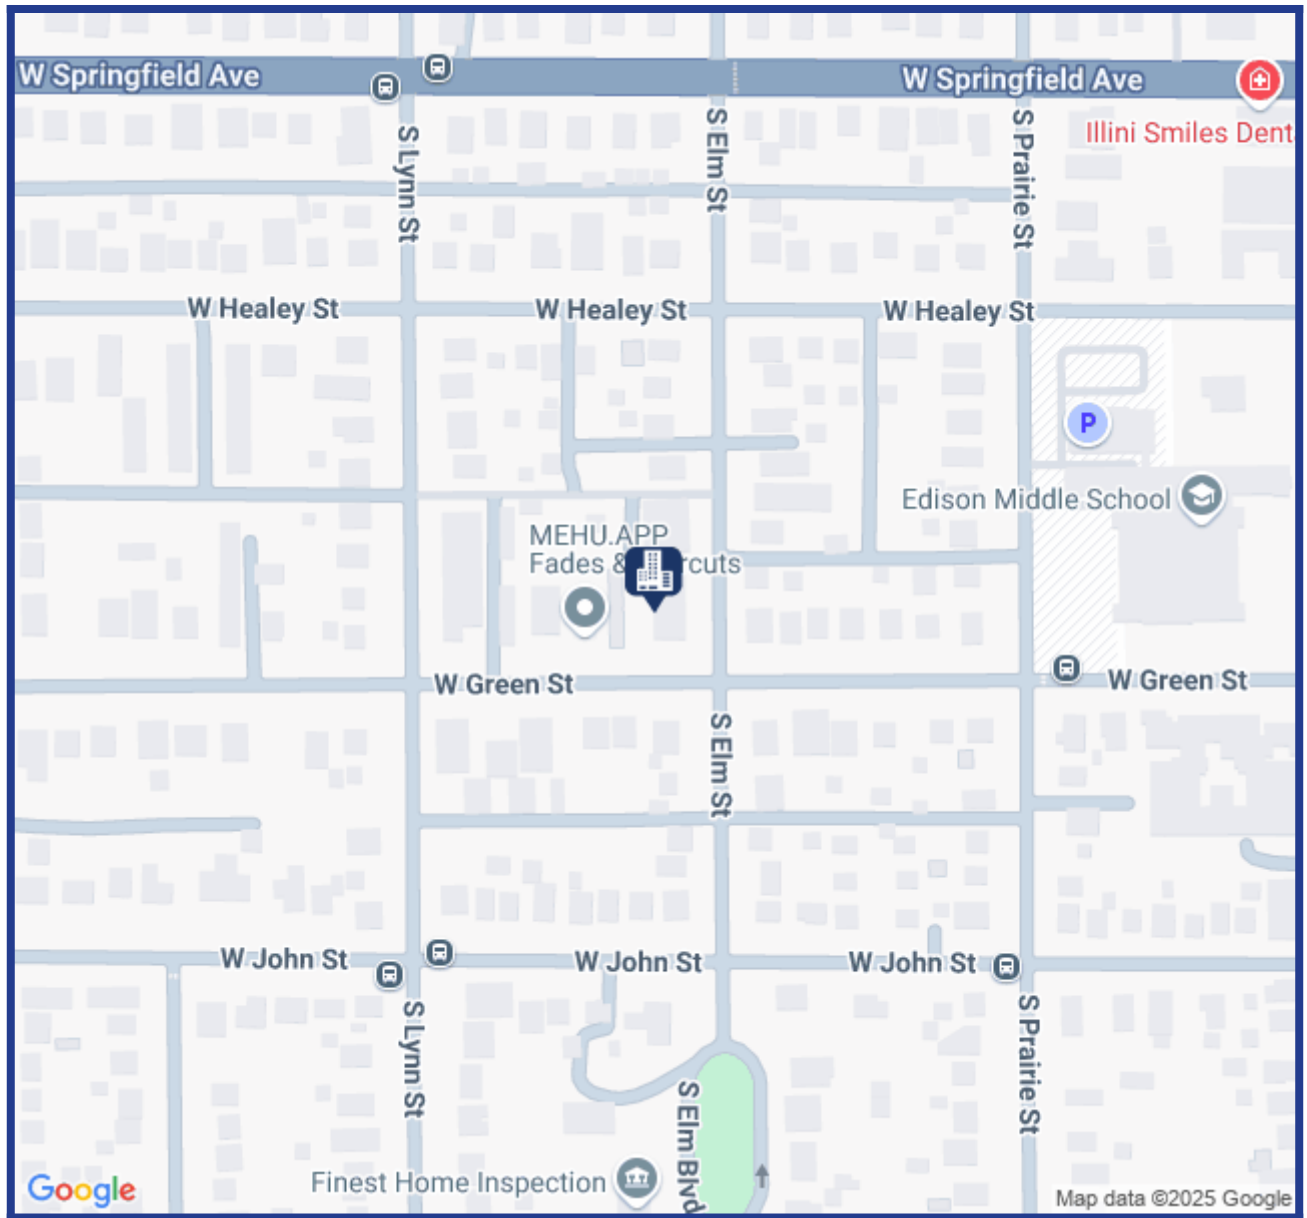 W Springfield Ave
W Springfield Ave
Illini Smiles Dent
S Lynn St
S Elm St
S Prairie St
W Healey St
W Healey St
W Healey St
P
Edison Middle School
MEHU.APP
Fades & rcuts
W Green St
W Green St
S Elm St
W John St
W John St
W John St
S Lynn St
S Prairie St
S Elm Blvd
Finest Home Inspection
Google
Map data ©2025 Google